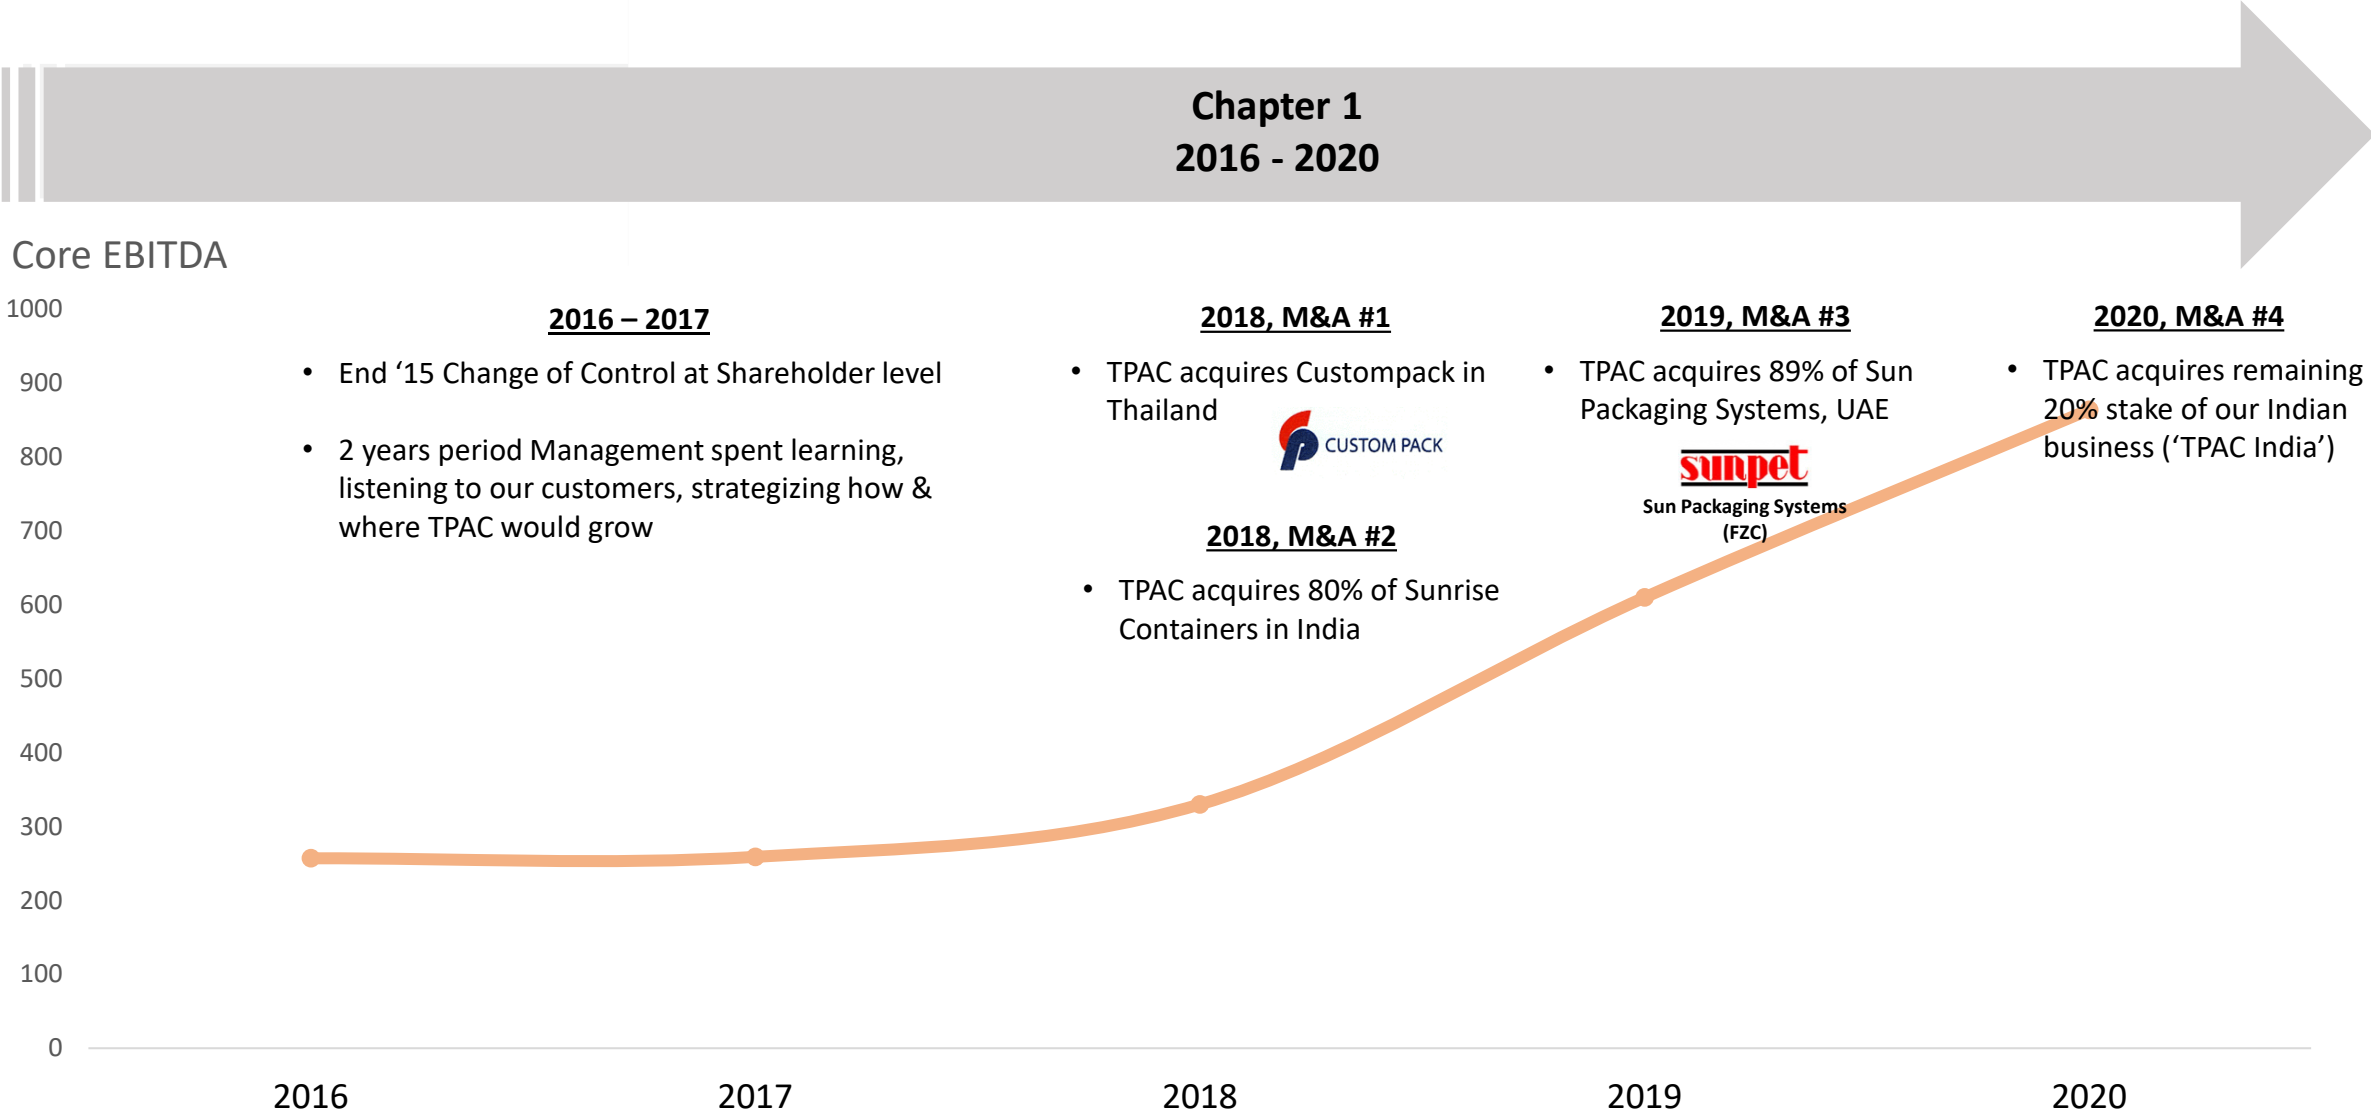 Chapter 1
2016 - 2020
Core EBITDA
1000
900
800
700
600
500
400
300
200
100
0
2016 – 2017
• End ‘15 Change of Control at Shareholder level
• 2 years period Management spent learning,
listening to our customers, strategizing how &
where TPAC would grow
2018, M&A #1
• TPAC acquires Custompack in
Thailand
CUSTOM PACK
2018, M&A #2
• TPAC acquires 80% of Sunrise
Containers in India
2019, M&A #3
• TPAC acquires 89% of Sun
Packaging Systems, UAE
sunpet
Sun Packaging Systems
(FZC)
2020, M&A #4
• TPAC acquires remaining
20% stake of our Indian
business (‘TPAC India’)
2016
2017
2018
2019
2020